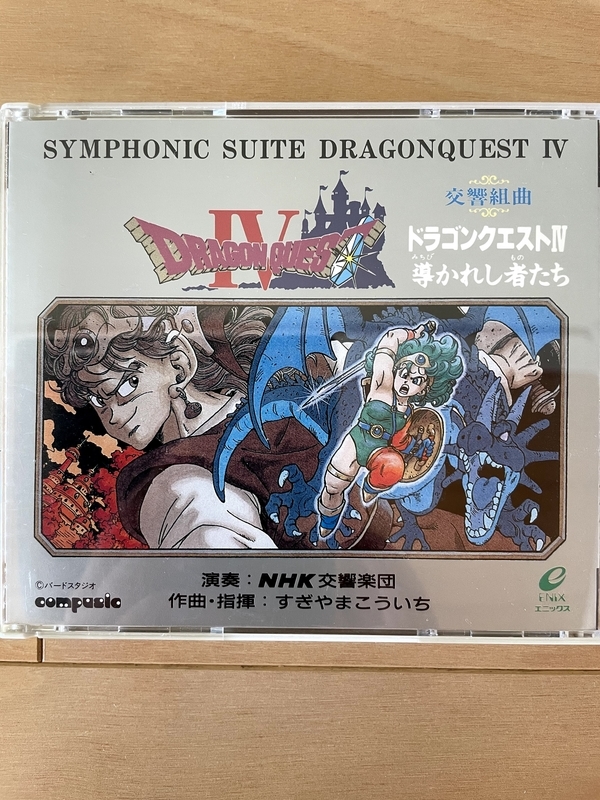 SYMPHONIC SUITE DRAGONQUEST IV
交響組曲
DRAGON QUEST
IV
ドラゴンクエストIV
みちび もの
導かれし者たち
©バードスタジオ
compusic
演奏：NHK交響楽団
作曲・指揮：すぎやまこういち
ENIX
エニックス